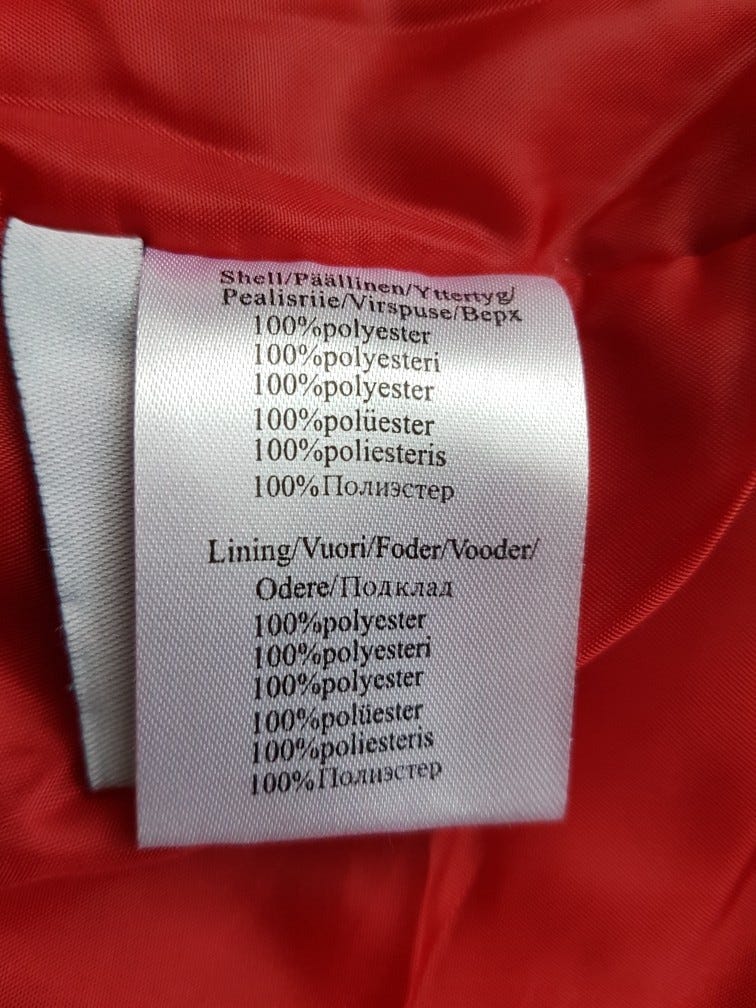 Shell/Päällinen/Yttertyg/
Pealisriie/Virspuse/Верх
100%polyester
100%polyesteri
100%polyester
100%polüester
100%poliesteris
100%Полиэстер
Lining/Vuori/Foder/Vooder/
Odere/Подклад
100%polyester
100%polyesteri
100%polyester
100%polüester
100%poliesteris
100%Полиэстер